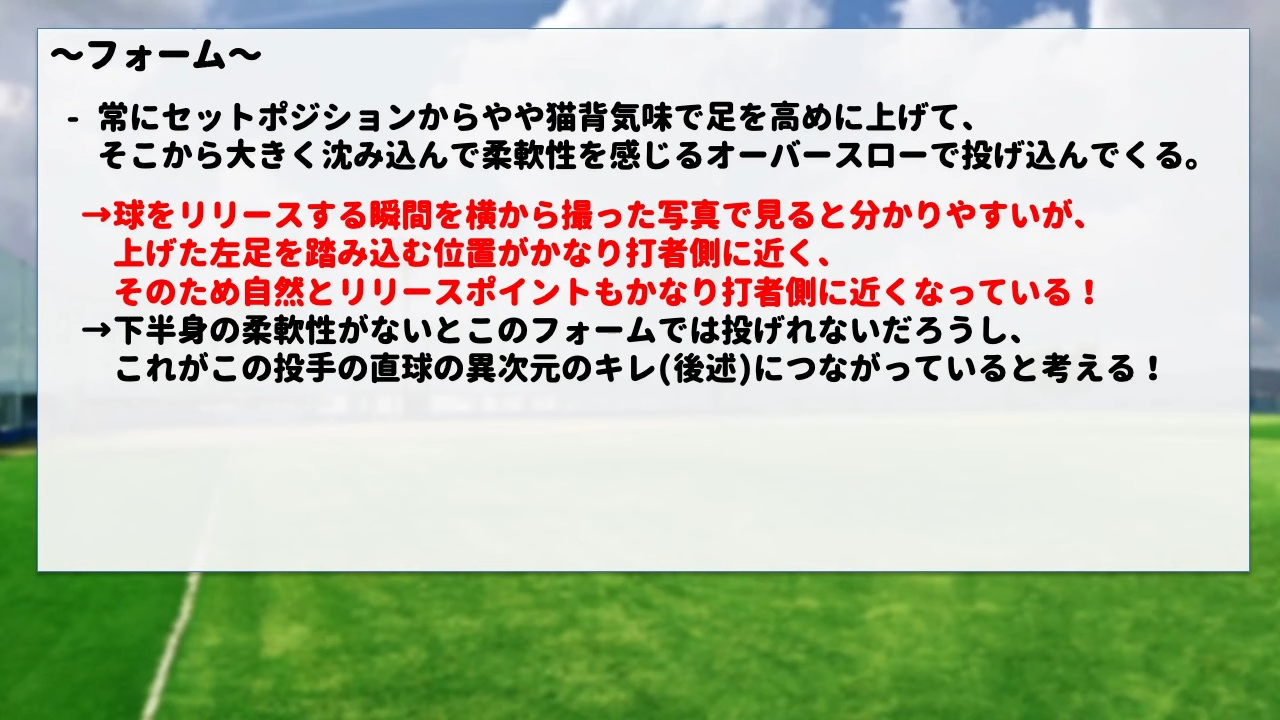 ～フォーム～
- 常にセットポジションからやや猫背気味で足を高めに上げて、
そこから大きく沈み込んで柔軟性を感じるオーバースローで投げ込んでくる。
→球をリリースする瞬間を横から撮った写真で見ると分かりやすいが、
上げた左足を踏み込む位置がかなり打者側に近く、
そのため自然とリリースポイントもかなり打者側に近くなっている！
→下半身の柔軟性がないとこのフォームでは投げれないだろうし、
これがこの投手の直球の異次元のキレ(後述)につながっていると考える！